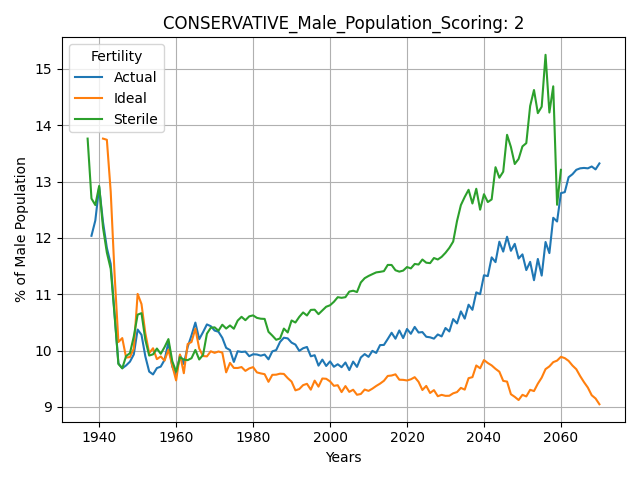 CONSERVATIVE_Male_Population_Scoring: 2
Fertility
Actual
Ideal
Sterile
% of Male Population
15
14
13
12
11
10
9
1940 1960 1980 2000 2020 2040 2060
Years